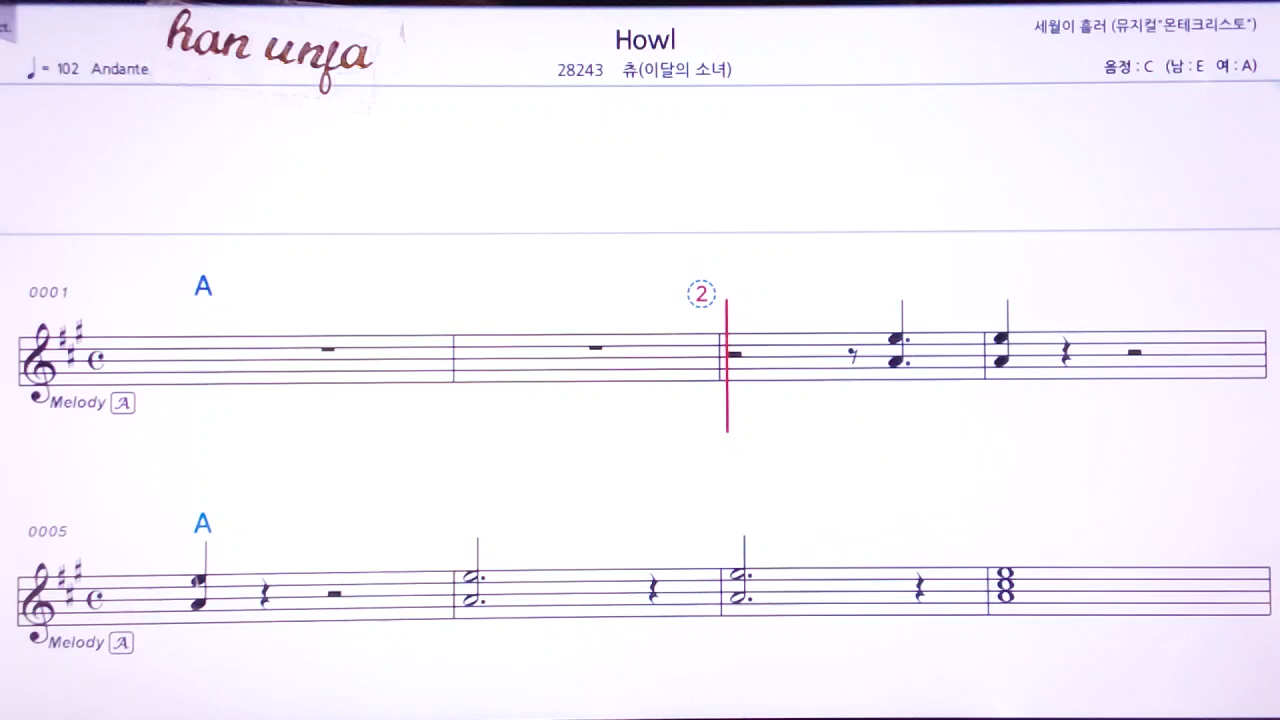 han unfa
Howl
세월이 흘러 (뮤지컬"몬테크리스토")
♩= 102 Andante
28243 츄(이달의 소녀)
음정 : C (남 : E 여 : A)
0001
A
2
Melody A
0005
A
Melody A